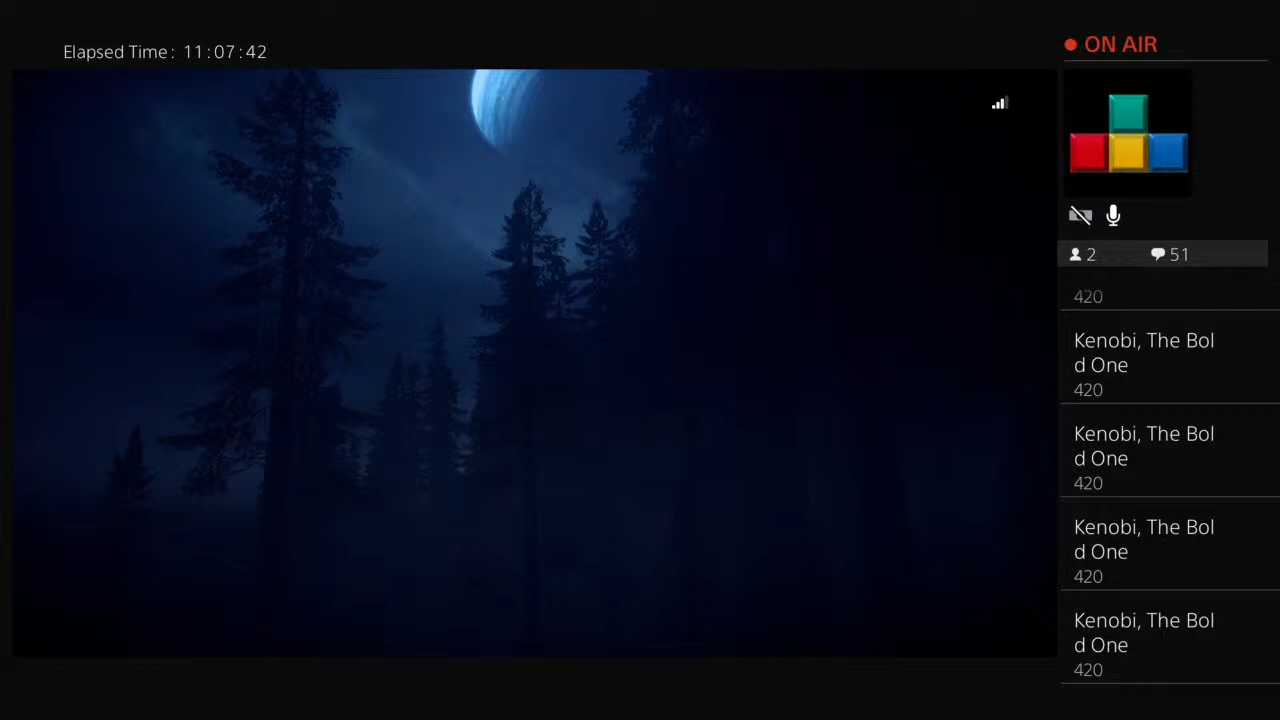 Elapsed Time: 11:07:42
ON AIR
2
51
420
Kenobi, The Bol
d One
420
Kenobi, The Bol
d One
420
Kenobi, The Bol
d One
420
Kenobi, The Bol
d One
420